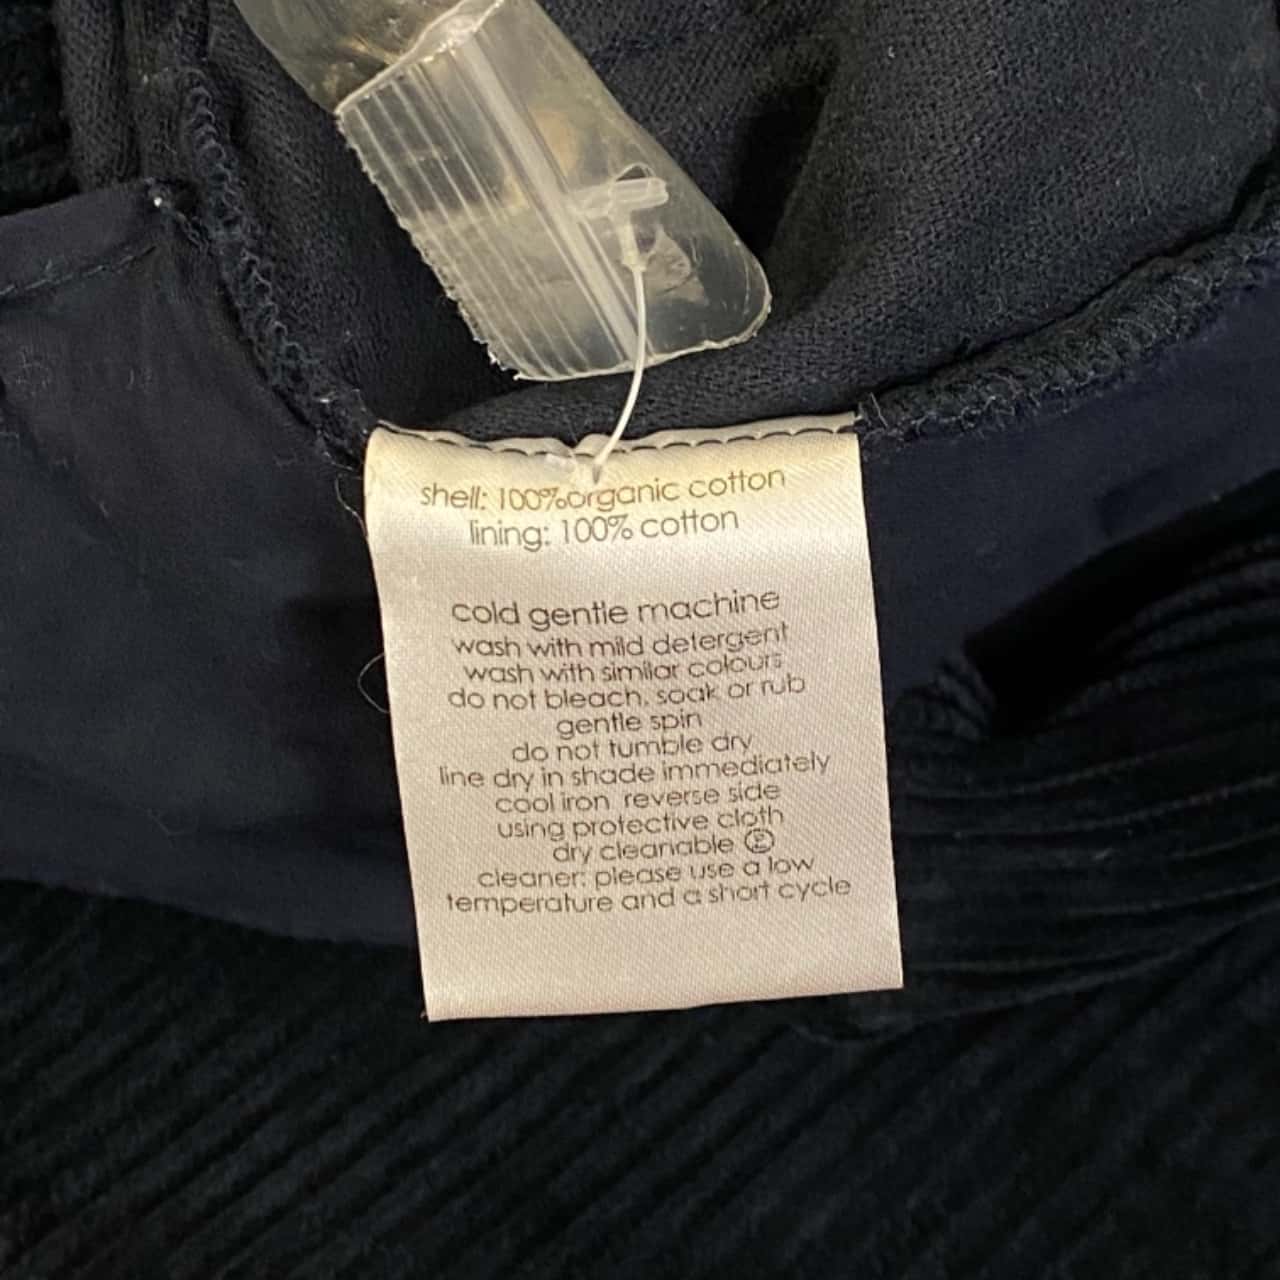 shell: 100%organic cotton
lining: 100% cotton
cold gentle machine
wash with mild detergent
wash with similar colours
do not bleach, soak or rub
gentle spin
do not tumble dry
line dry in shade immediately
cool iron reverse side
using protective cloth
dry cleanable Ⓟ
cleaner: please use a low
temperature and a short cycle